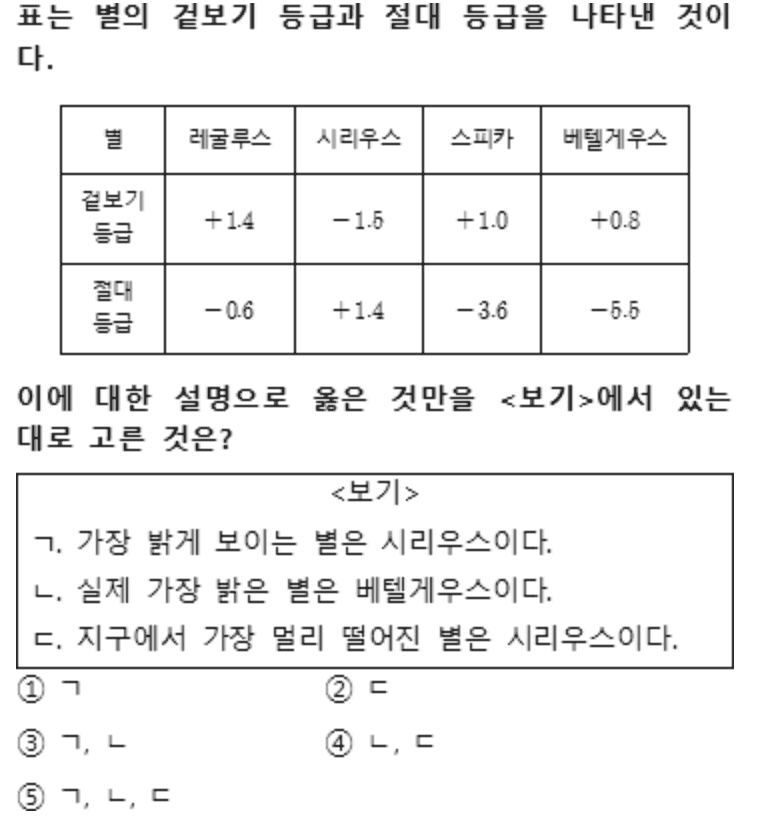 표는 별의 겉보기 등급과 절대 등급을 나타낸 것이
다.
별 레굴루스 시리우스 스피카 베텔게우스
겉보기
등급 +1.4 -1.5 +1.0 +0.8
절대
등급 -0.6 +1.4 -3.6 -5.5
이에 대한 설명으로 옳은 것만을 <보기>에서 있는
대로 고른 것은?
<보기>
ㄱ. 가장 밝게 보이는 별은 시리우스이다.
ㄴ. 실제 가장 밝은 별은 베텔게우스이다.
ㄷ. 지구에서 가장 멀리 떨어진 별은 시리우스이다.
① ㄱ ② ㄷ
③ ㄱ, ㄴ ④ ㄴ, ㄷ
⑤ ㄱ, ㄴ, ㄷ